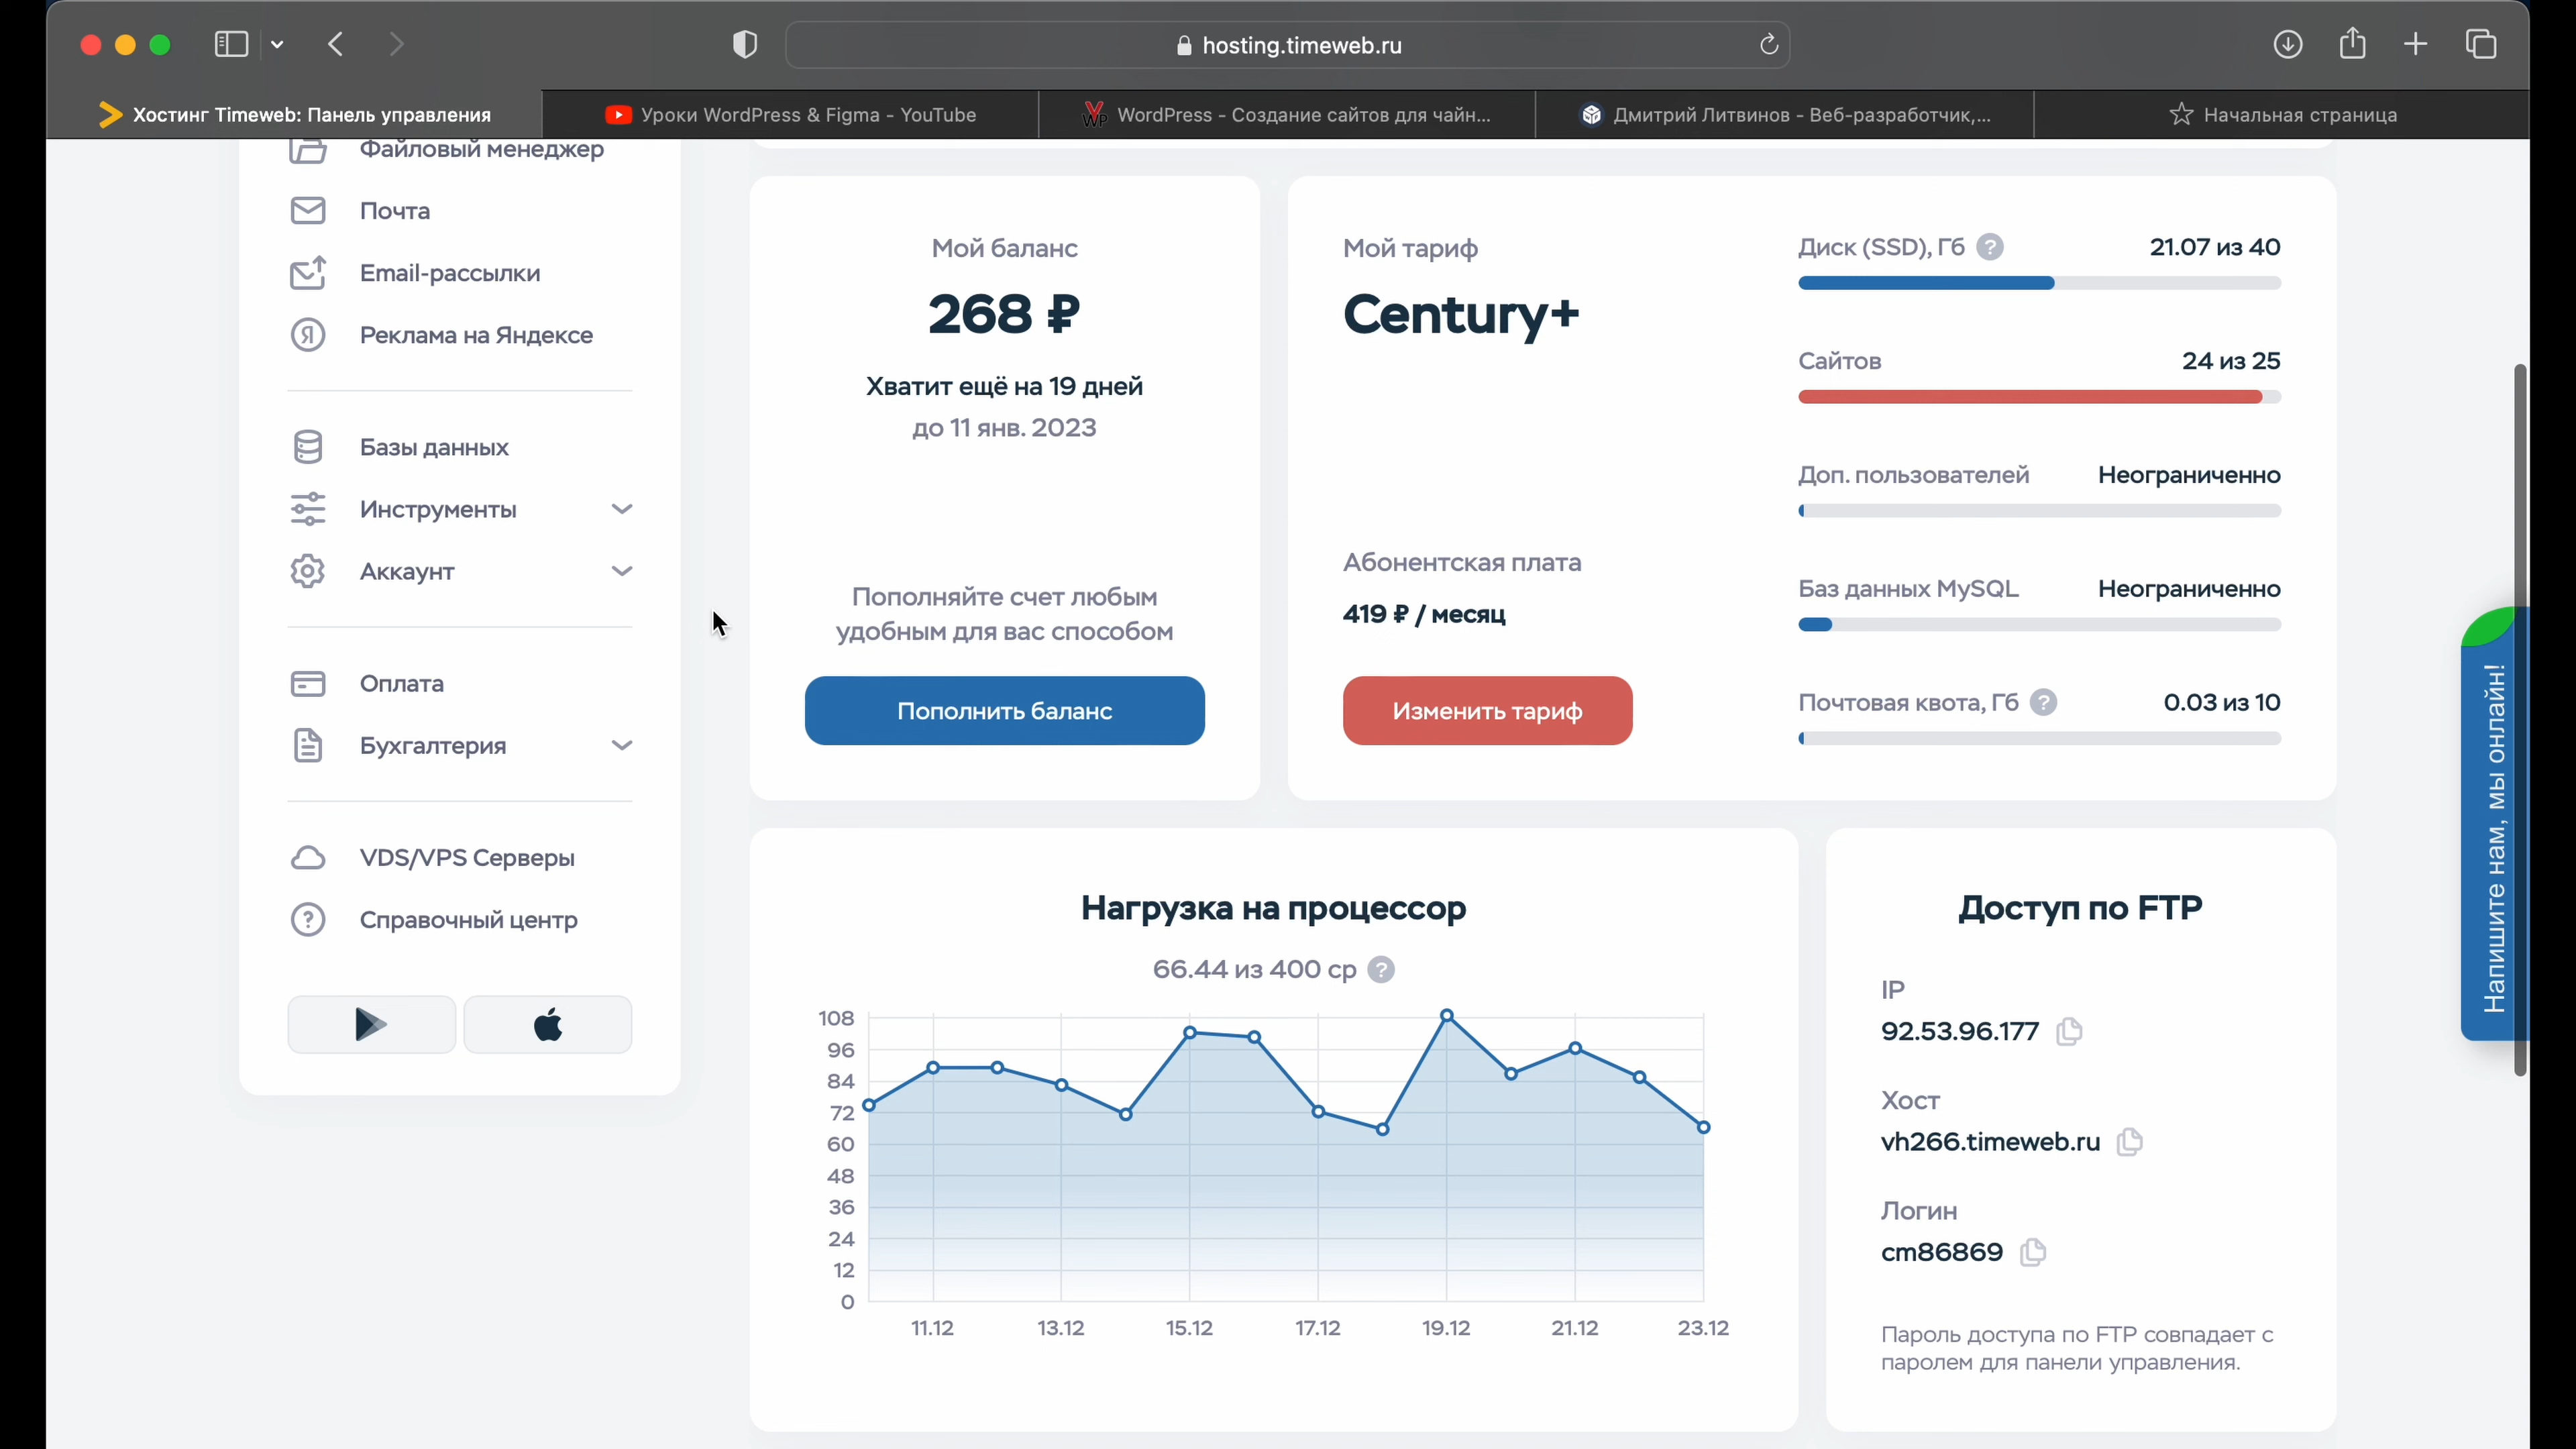 hosting.timeweb.ru
Хостинг Timeweb: Панель управления
Уроки WordPress & Figma - YouTube
WordPress - Создание сайтов для чайн...
Дмитрий Литвинов - Веб-разработчик,...
Начальная страница
Файловый менеджер
Почта
Email-рассылки
Реклама на Яндексе
Базы данных
Инструменты
Аккаунт
Оплата
Бухгалтерия
VDS/VPS Серверы
Справочный центр
Мой баланс
268 ₽
Хватит ещё на 19 дней
до 11 янв. 2023
Пополняйте счет любым
удобным для вас способом
Пополнить баланс
Мой тариф
Century+
Абонентская плата
419 ₽ / месяц
Изменить тариф
Диск (SSD), Гб ? 21.07 из 40
Сайтов 24 из 25
Доп. пользователей Неограниченно
Баз данных MySQL Неограниченно
Почтовая квота, Гб ? 0.03 из 10
Нагрузка на процессор
66.44 из 400 cp ?
108
96
84
72
60
48
36
24
12
0
11.12 13.12 15.12 17.12 19.12 21.12 23.12
Доступ по FTP
IP
92.53.96.177
Хост
vh266.timeweb.ru
Логин
cm86869
Пароль доступа по FTP совпадает с
паролем для панели управления.
Напишите нам, мы онлайн!